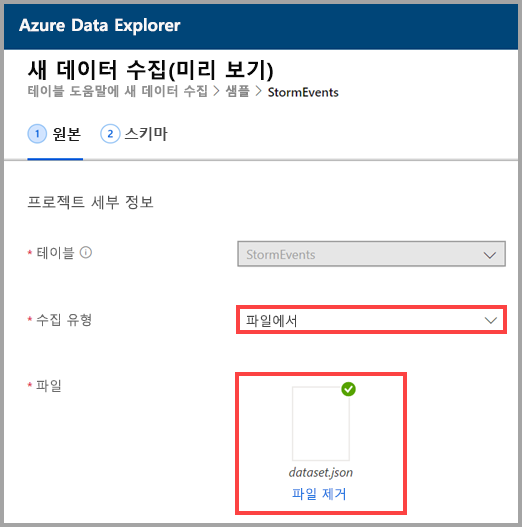 Azure Data Explorer
새 데이터 수집(미리 보기)
테이블 도움말에 새 데이터 수집 > 샘플 > StormEvents
1 원본 2 스키마
프로젝트 세부 정보
* 테이블 StormEvents
* 수집 유형 파일에서
* 파일
dataset.json
파일 제거